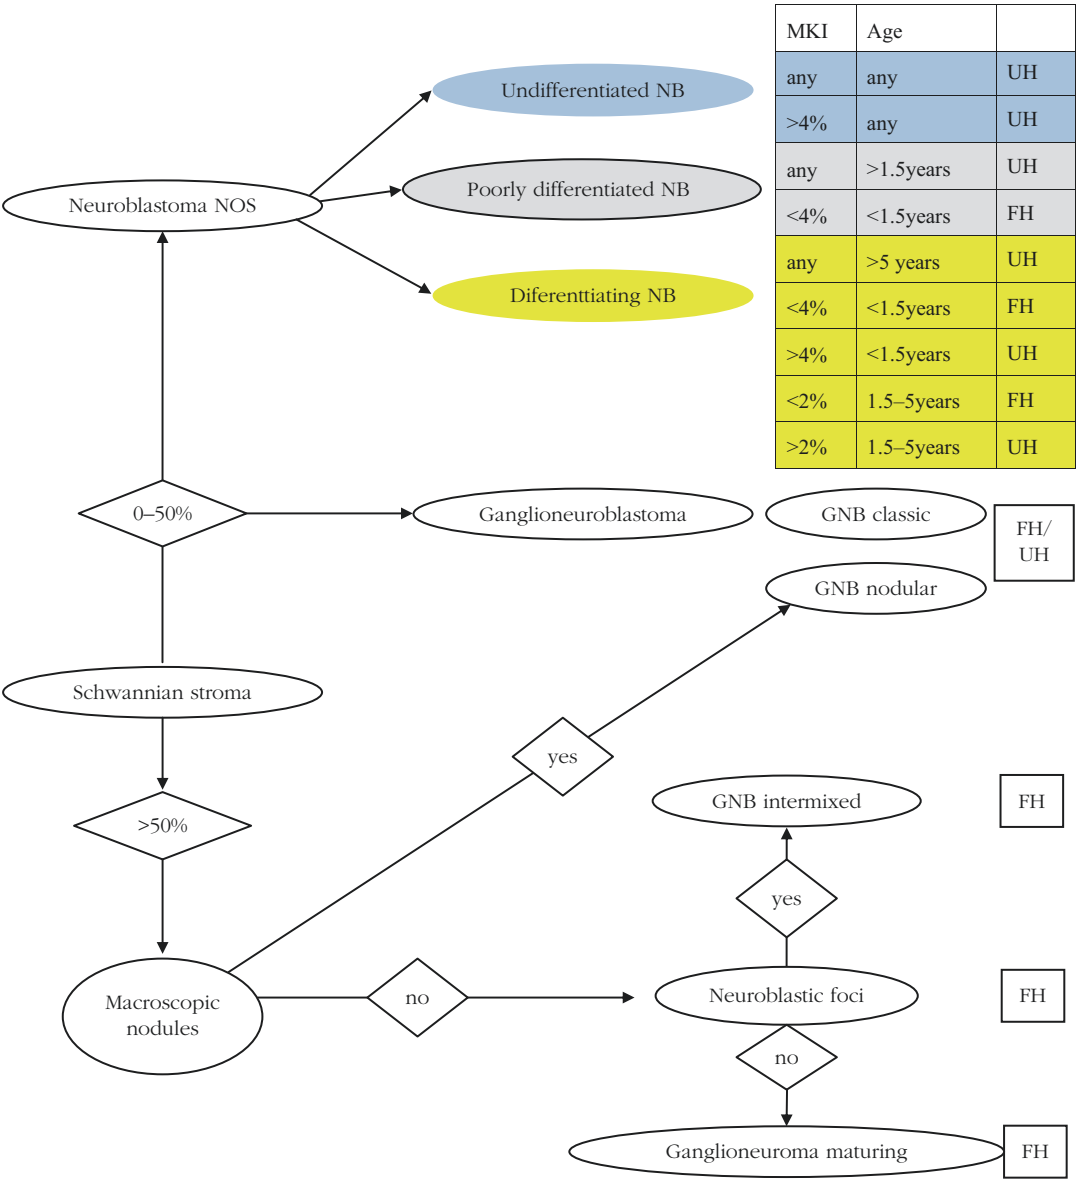 MKI Age
Undifferentiated NB
any any UH
>4% any UH
Poorly differentiated NB
any >1.5years UH
Neuroblastoma NOS
<4% <1.5years FH
any >5 years UH
Diferenttiating NB
<4% <1.5years FH
>4% <1.5years UH
<2% 1.5–5years FH
>2% 1.5–5years UH
0–50%
Ganglioneuroblastoma
GNB classic
FH/
UH
GNB nodular
Schwannian stroma
yes
GNB intermixed
FH
>50%
yes
Macroscopic
nodules
no
Neuroblastic foci
FH
no
Ganglioneuroma maturing
FH